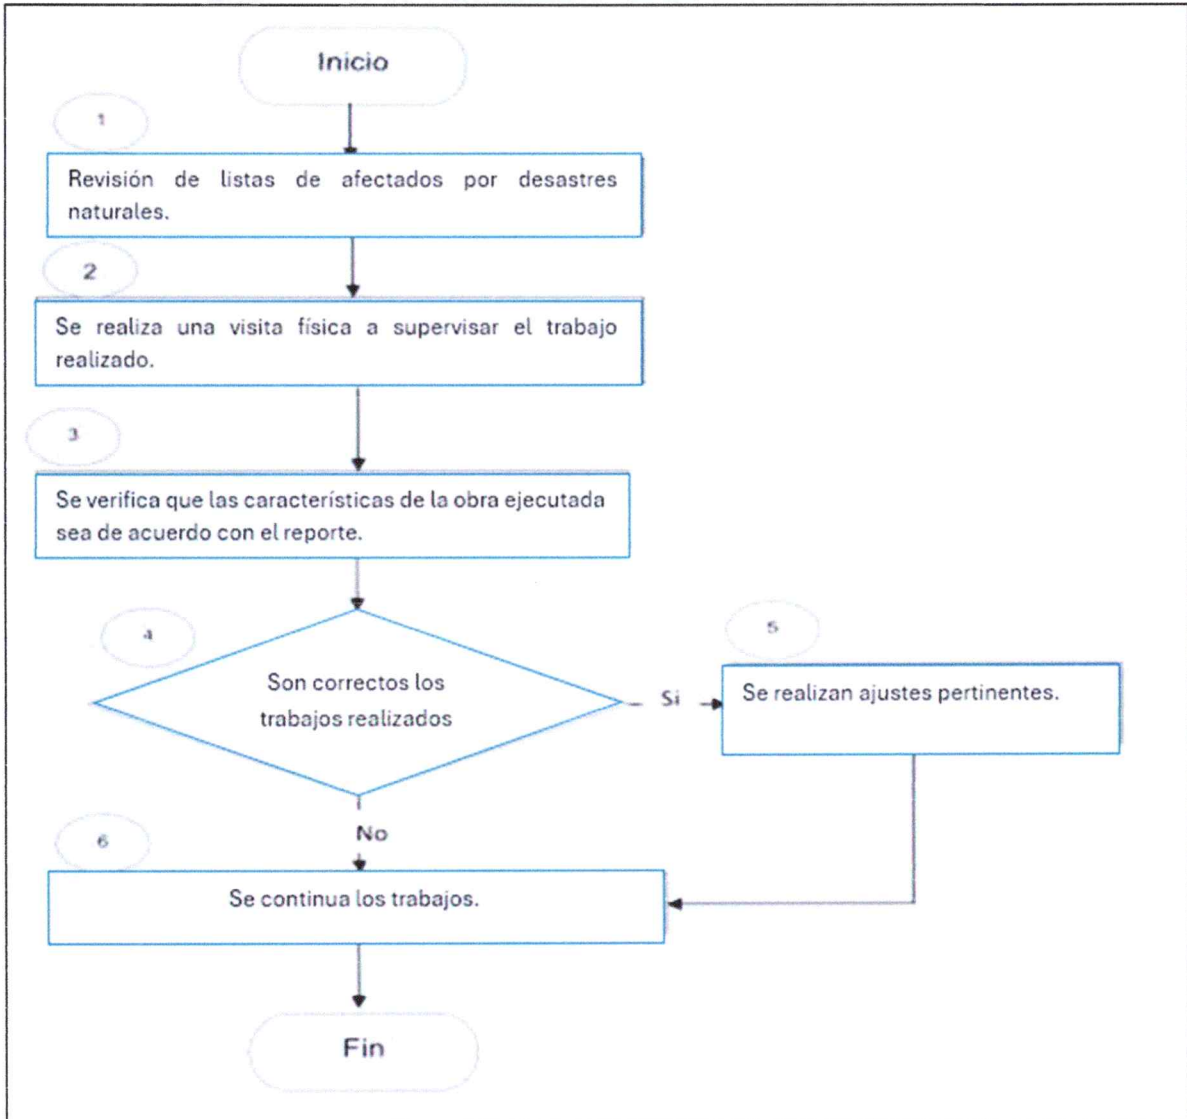 Inicio
1
Revisión de listas de afectados por desastres
naturales.
2
Se realiza una visita física a supervisar el trabajo
realizado.
3
Se verifica que las características de la obra ejecutada
sea de acuerdo con el reporte.
4
Son correctos los
trabajos realizados
Si
5
Se realizan ajustes pertinentes.
No
6
Se continua los trabajos.
Fin